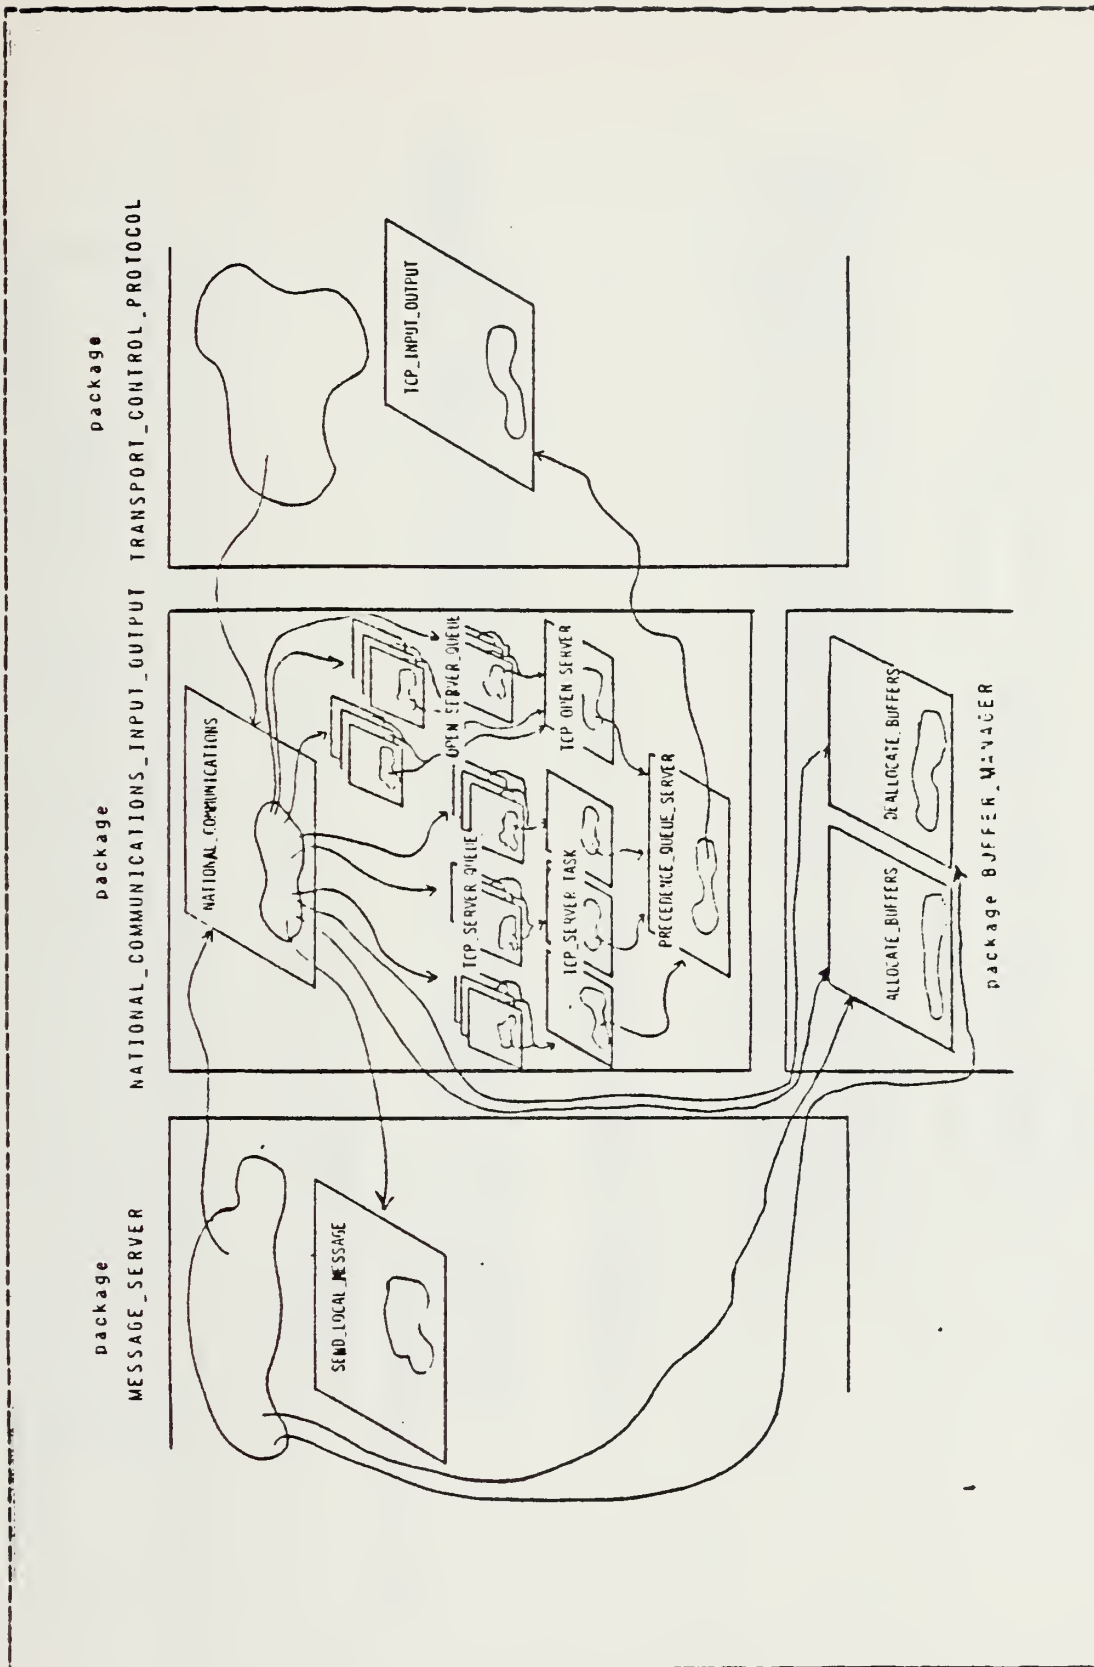 package
MESSAGE_SERVER
SEND_LOCAL_MESSAGE
package
NATIONAL_COMMUNICATIONS_INPUT_OUTPUT
NATIONAL_COMMUNICATIONS
TCP_SERVER_QUEUE
OPEN_SERVER_QUEUE
TCP_SERVER_TASK
TCP_OPEN_SERVER
PRECEDENCE_QUEUE_SERVER
package
TRANSPORT_CONTROL_PROTOCOL
TCP_INPUT_OUTPUT
ALLOCATE_BUFFERS
DEALLOCATE_BUFFERS
package BUFFER_MANAGER